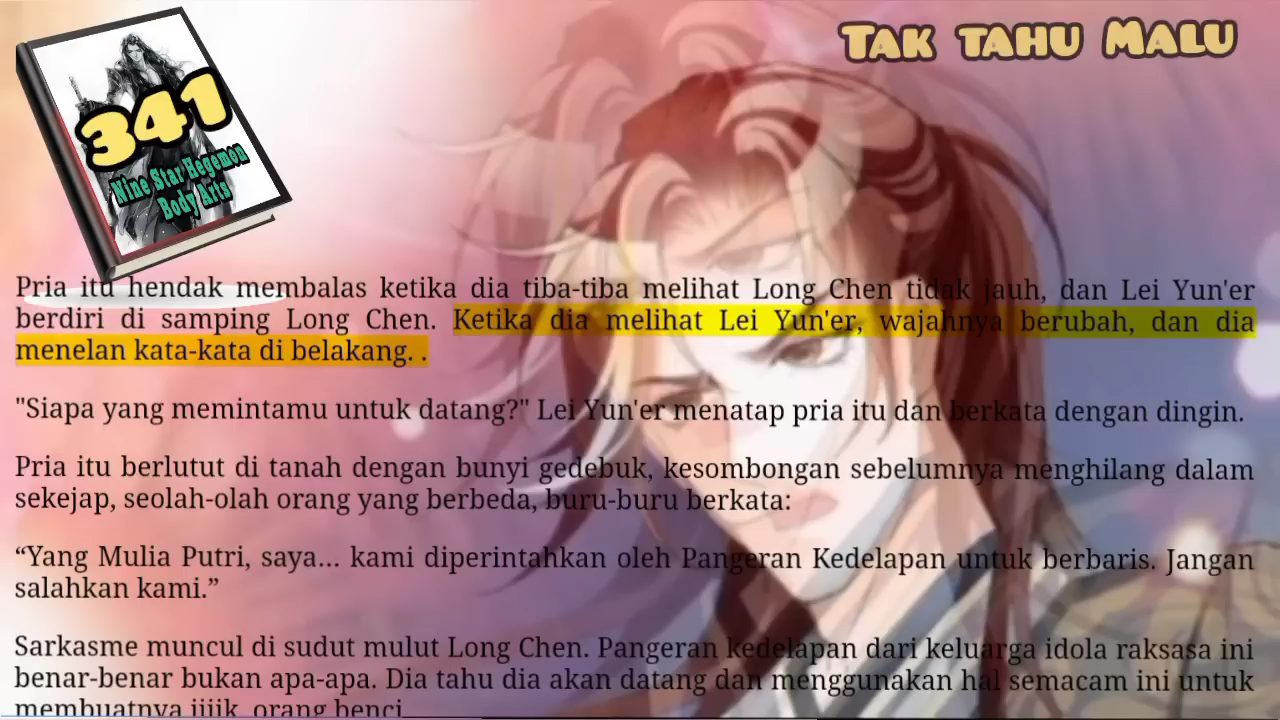 Tak tahu Malu
341
Nine Star Hegemon
Body Arts
Pria itu hendak membalas ketika dia tiba-tiba melihat Long Chen tidak jauh, dan Lei Yun'er
berdiri di samping Long Chen. Ketika dia melihat Lei Yun'er, wajahnya berubah, dan dia
menelan kata-kata di belakang. .
"Siapa yang memintamu untuk datang?" Lei Yun'er menatap pria itu dan berkata dengan dingin.
Pria itu berlutut di tanah dengan bunyi gedebuk, kesombongan sebelumnya menghilang dalam
sekejap, seolah-olah orang yang berbeda, buru-buru berkata:
“Yang Mulia Putri, saya... kami diperintahkan oleh Pangeran Kedelapan untuk berbaris. Jangan
salahkan kami.”
Sarkasme muncul di sudut mulut Long Chen. Pangeran kedelapan dari keluarga idola raksasa ini
benar-benar bukan apa-apa. Dia tahu dia akan datang dan menggunakan hal semacam ini untuk
membuatnya jijik, orang benci